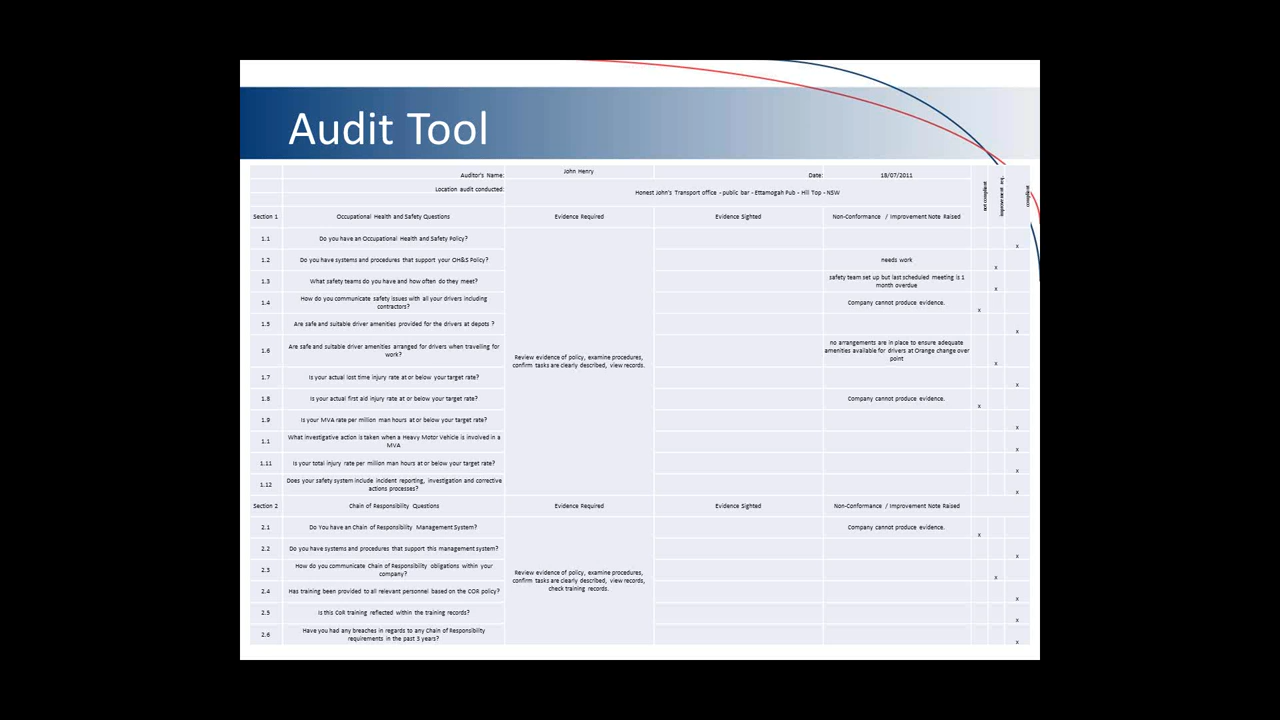 Audit Tool
Auditor's Name: John Henry Date: 18/07/2011
Location audit conducted: Honest John's Transport office - public bar - Ettamogah Pub - Hill Top - NSW
not compliant
improvement req.
compliant
Section 1 Occupational Health and Safety Questions Evidence Required Evidence Sighted Non-Conformance / Improvement Note Raised
1.1 Do you have an Occupational Health and Safety Policy? x
1.2 Do you have systems and procedures that support your OH&S Policy? needs work x
1.3 What safety teams do you have and how often do they meet? safety team set up but last scheduled meeting is 1
month overdue x
1.4 How do you communicate safety issues with all your drivers including
contractors? Company cannot produce evidence. x
1.5 Are safe and suitable driver amenities provided for the drivers at depots ? x
1.6 Are safe and suitable driver amenities arranged for drivers when travelling for
work? no arrangements are in place to ensure adequate
amenities available for drivers at Orange change over
point x
Review evidence of policy, examine procedures,
confirm tasks are clearly described, view records.
1.7 Is your actual lost time injury rate at or below your target rate? x
1.8 Is your actual first aid injury rate at or below your target rate? Company cannot produce evidence. x
1.9 Is your MVA rate per million man hours at or below your target rate? x
1.1 What investigative action is taken when a Heavy Motor Vehicle is involved in a
MVA x
1.11 Is your total injury rate per million man hours at or below your target rate? x
1.12 Does your safety system include incident reporting, investigation and corrective
actions processes? x
Section 2 Chain of Responsibility Questions Evidence Required Evidence Sighted Non-Conformance / Improvement Note Raised
2.1 Do You have an Chain of Responsibility Management System? Company cannot produce evidence. x
2.2 Do you have systems and procedures that support this management system? x
2.3 How do you communicate Chain of Responsibility obligations within your
company? x
Review evidence of policy, examine procedures,
confirm tasks are clearly described, view records,
check training records.
2.4 Has training been provided to all relevant personnel based on the COR policy? x
2.5 Is this CoR training reflected within the training records? x
2.6 Have you had any breaches in regards to any Chain of Responsibility
requirements in the past 3 years? x